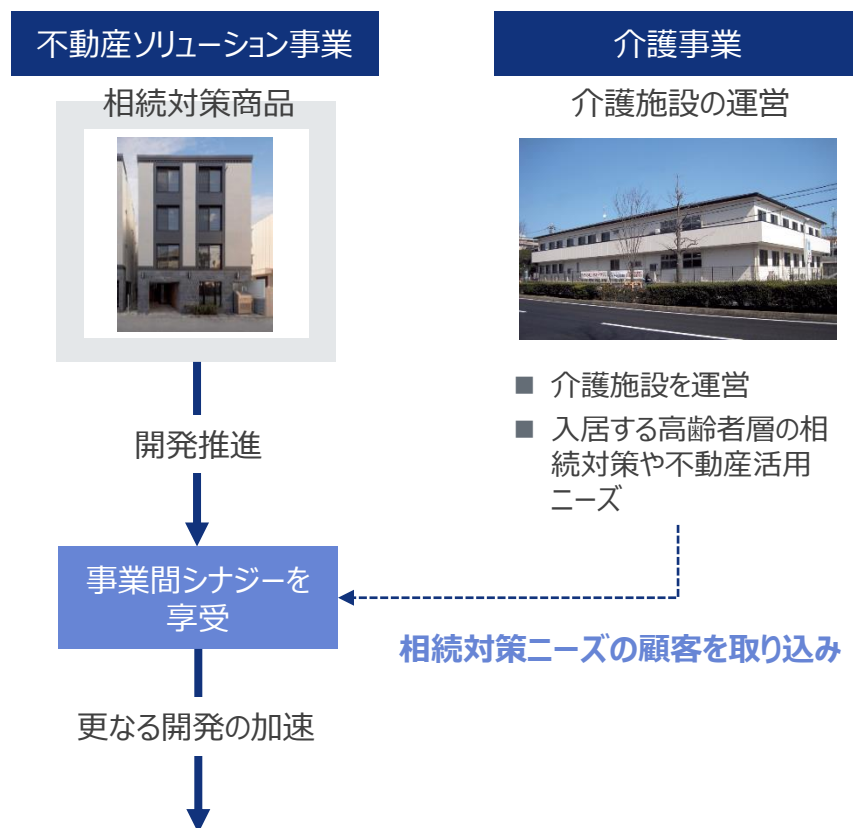 不動産ソリューション事業
相続対策商品
開発推進
事業間シナジーを
享受
更なる開発の加速
介護事業
介護施設の運営
■ 介護施設を運営
■ 入居する高齢者層の相
続対策や不動産活用
ニーズ
相続対策ニーズの顧客を取り込み